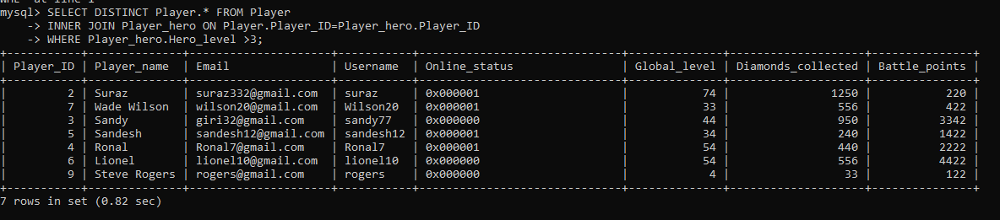 mysql> SELECT DISTINCT Player.* FROM Player
    -> INNER JOIN Player_hero ON Player.Player_ID=Player_hero.Player_ID
    -> WHERE Player_hero.Hero_level >3;
+-----------+--------------+---------------------+------------+------------------------------+--------------+--------------------+---------------+
| Player_ID | Player_name  | Email               | Username   | Online_status                | Global_level | Diamonds_collected | Battle_points |
+-----------+--------------+---------------------+------------+------------------------------+--------------+--------------------+---------------+
|         2 | Suraz        | suraz332@gmail.com  | suraz      | 0x000001                     |           74 |               1250 |           220 |
|         7 | Wade Wilson  | wilson20@gmail.com  | Wilson20   | 0x000001                     |           33 |                556 |           422 |
|         3 | Sandy        | giri32@gmail.com    | sandy77    | 0x000000                     |           44 |                950 |          3342 |
|         5 | Sandesh      | sandesh12@gmail.com | sandesh12  | 0x000001                     |           34 |                240 |          1422 |
|         4 | Ronal        | Ronal7@gmail.com    | Ronal7     | 0x000001                     |           54 |                440 |          2222 |
|         6 | Lionel       | lionel10@gmail.com  | lionel10   | 0x000000                     |           54 |                556 |          4422 |
|         9 | Steve Rogers | rogers@gmail.com    | rogers     | 0x000000                     |            4 |                 33 |           122 |
+-----------+--------------+---------------------+------------+------------------------------+--------------+--------------------+---------------+
7 rows in set (0.82 sec)